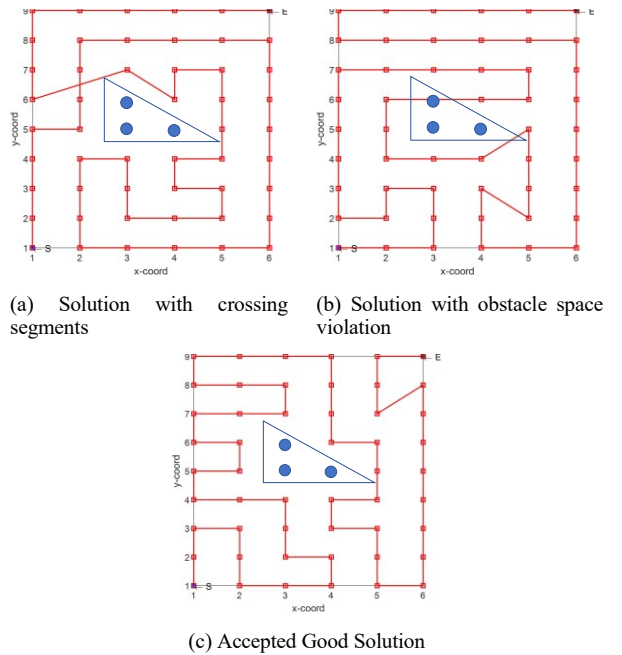 9
E
8
7
6
5
4
3
2
1
S
1 2 3 4 5 6
x-coord
y-coord
(a) Solution with crossing
segments
9
E
8
7
6
5
4
3
2
1
S
1 2 3 4 5 6
x-coord
y-coord
(b) Solution with obstacle space
violation
9
E
8
7
6
5
4
3
2
1
S
1 2 3 4 5 6
x-coord
y-coord
(c) Accepted Good Solution